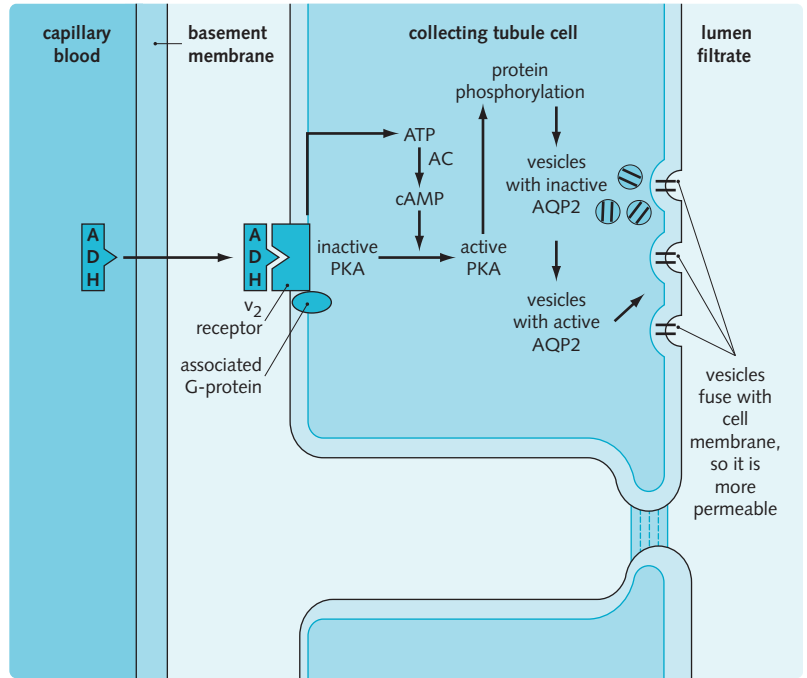 capillary
blood
basement
membrane
collecting tubule cell
lumen
filtrate
protein
phosphorylation
ATP
AC
cAMP
vesicles
with inactive
AQP2
A
D
H
A
D
H
inactive
PKA
active
PKA
v2
receptor
associated
G-protein
vesicles
with active
AQP2
vesicles
fuse with
cell
membrane,
so it is
more
permeable